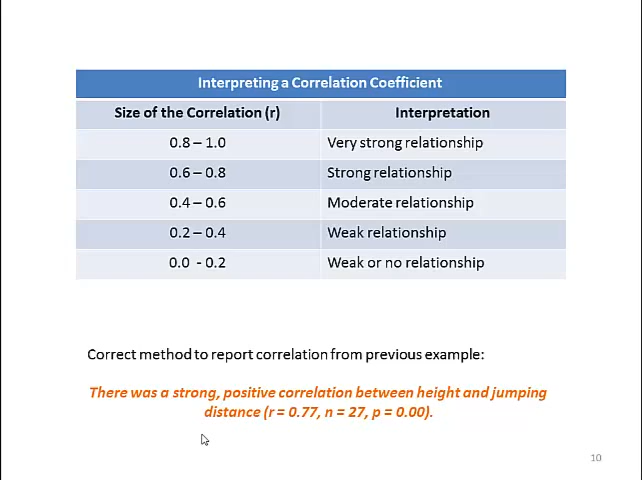 Interpreting a Correlation Coefficient
Size of the Correlation (r) Interpretation
0.8 – 1.0 Very strong relationship
0.6 – 0.8 Strong relationship
0.4 – 0.6 Moderate relationship
0.2 – 0.4 Weak relationship
0.0 - 0.2 Weak or no relationship
Correct method to report correlation from previous example:
There was a strong, positive correlation between height and jumping
distance (r = 0.77, n = 27, p = 0.00).
10